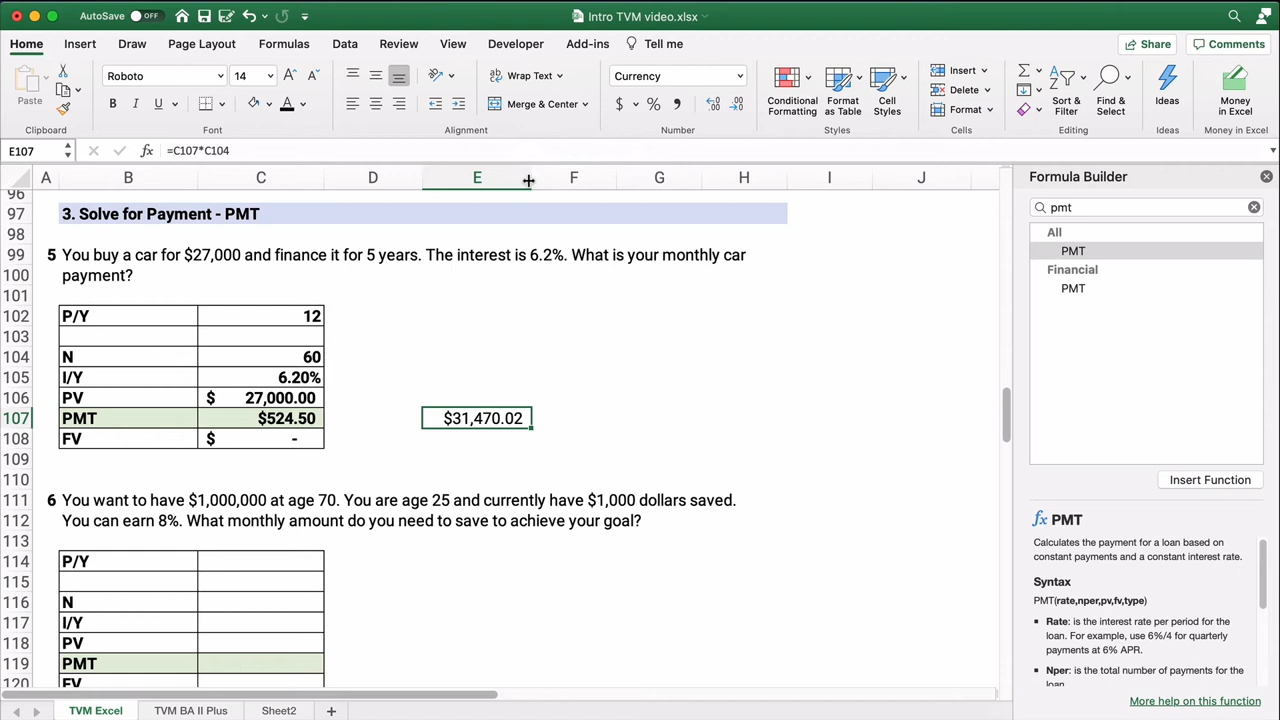 AutoSave OFF
Intro TVM video.xlsx
Home Insert Draw Page Layout Formulas Data Review View Developer Add-ins Tell me Share Comments
Paste
Clipboard
Roboto 14 A A
B I U A
Font
Wrap Text
Merge & Center
Alignment
Currency
$ % ,
Number
Conditional Formatting
Format as Table
Cell Styles
Styles
Insert
Delete
Format
Cells
Sort & Filter
Find & Select
Editing
Ideas
Ideas
Money in Excel
Money in Excel
E107 fx =C107*C104
A B C D E F G H I J
96
97 3. Solve for Payment - PMT
98
99 5 You buy a car for $27,000 and finance it for 5 years. The interest is 6.2%. What is your monthly car
100 payment?
101
102 P/Y 12
103
104 N 60
105 I/Y 6.20%
106 PV $ 27,000.00
107 PMT $524.50 $31,470.02
108 FV $ -
109
110
111 6 You want to have $1,000,000 at age 70. You are age 25 and currently have $1,000 dollars saved.
112 You can earn 8%. What monthly amount do you need to save to achieve your goal?
113
114 P/Y
115
116 N
117 I/Y
118 PV
119 PMT
120 FV
TVM Excel TVM BA II Plus Sheet2 +
Formula Builder
pmt
All
PMT
Financial
PMT
Insert Function
fx PMT
Calculates the payment for a loan based on
constant payments and a constant interest rate.
Syntax
PMT(rate,nper,pv,fv,type)
▪ Rate: is the interest rate per period for the
loan. For example, use 6%/4 for quarterly
payments at 6% APR.
▪ Nper: is the total number of payments for the
loan
More help on this function